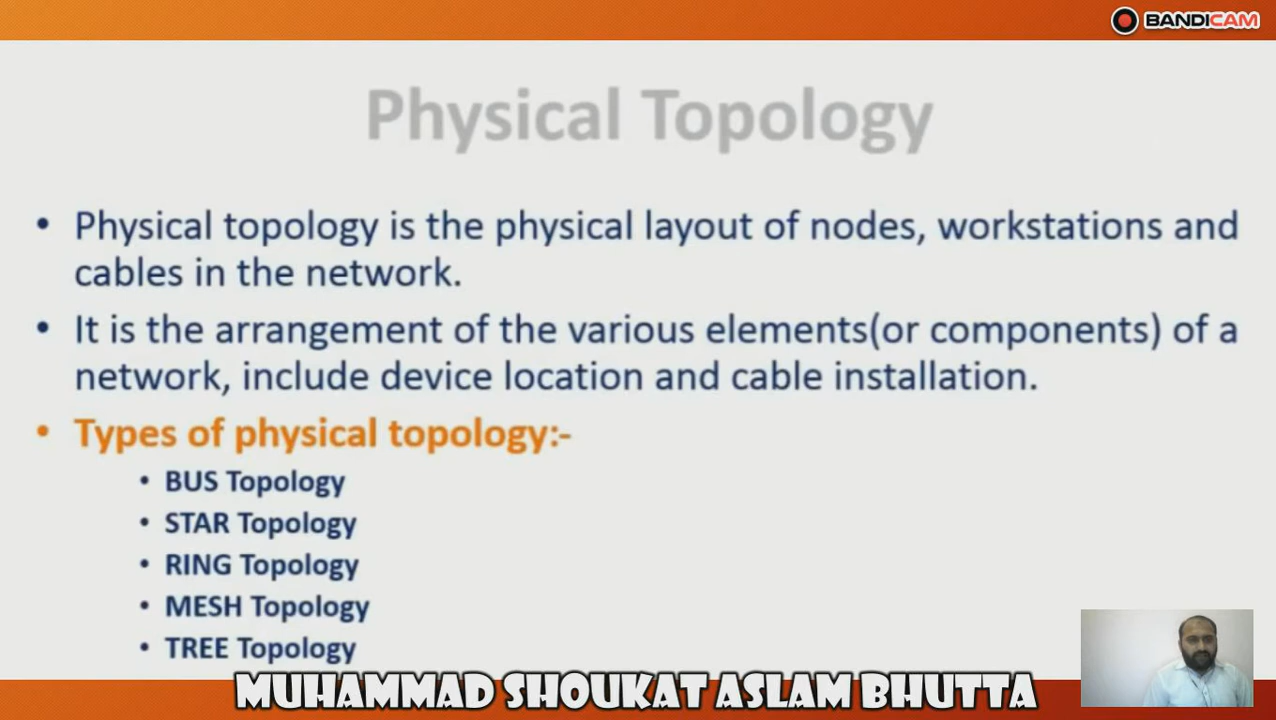 BANDICAM
Physical Topology
• Physical topology is the physical layout of nodes, workstations and
cables in the network.
• It is the arrangement of the various elements(or components) of a
network, include device location and cable installation.
• Types of physical topology:-
• BUS Topology
• STAR Topology
• RING Topology
• MESH Topology
• TREE Topology
MUHAMMAD SHOUKAT ASLAM BHUTTA